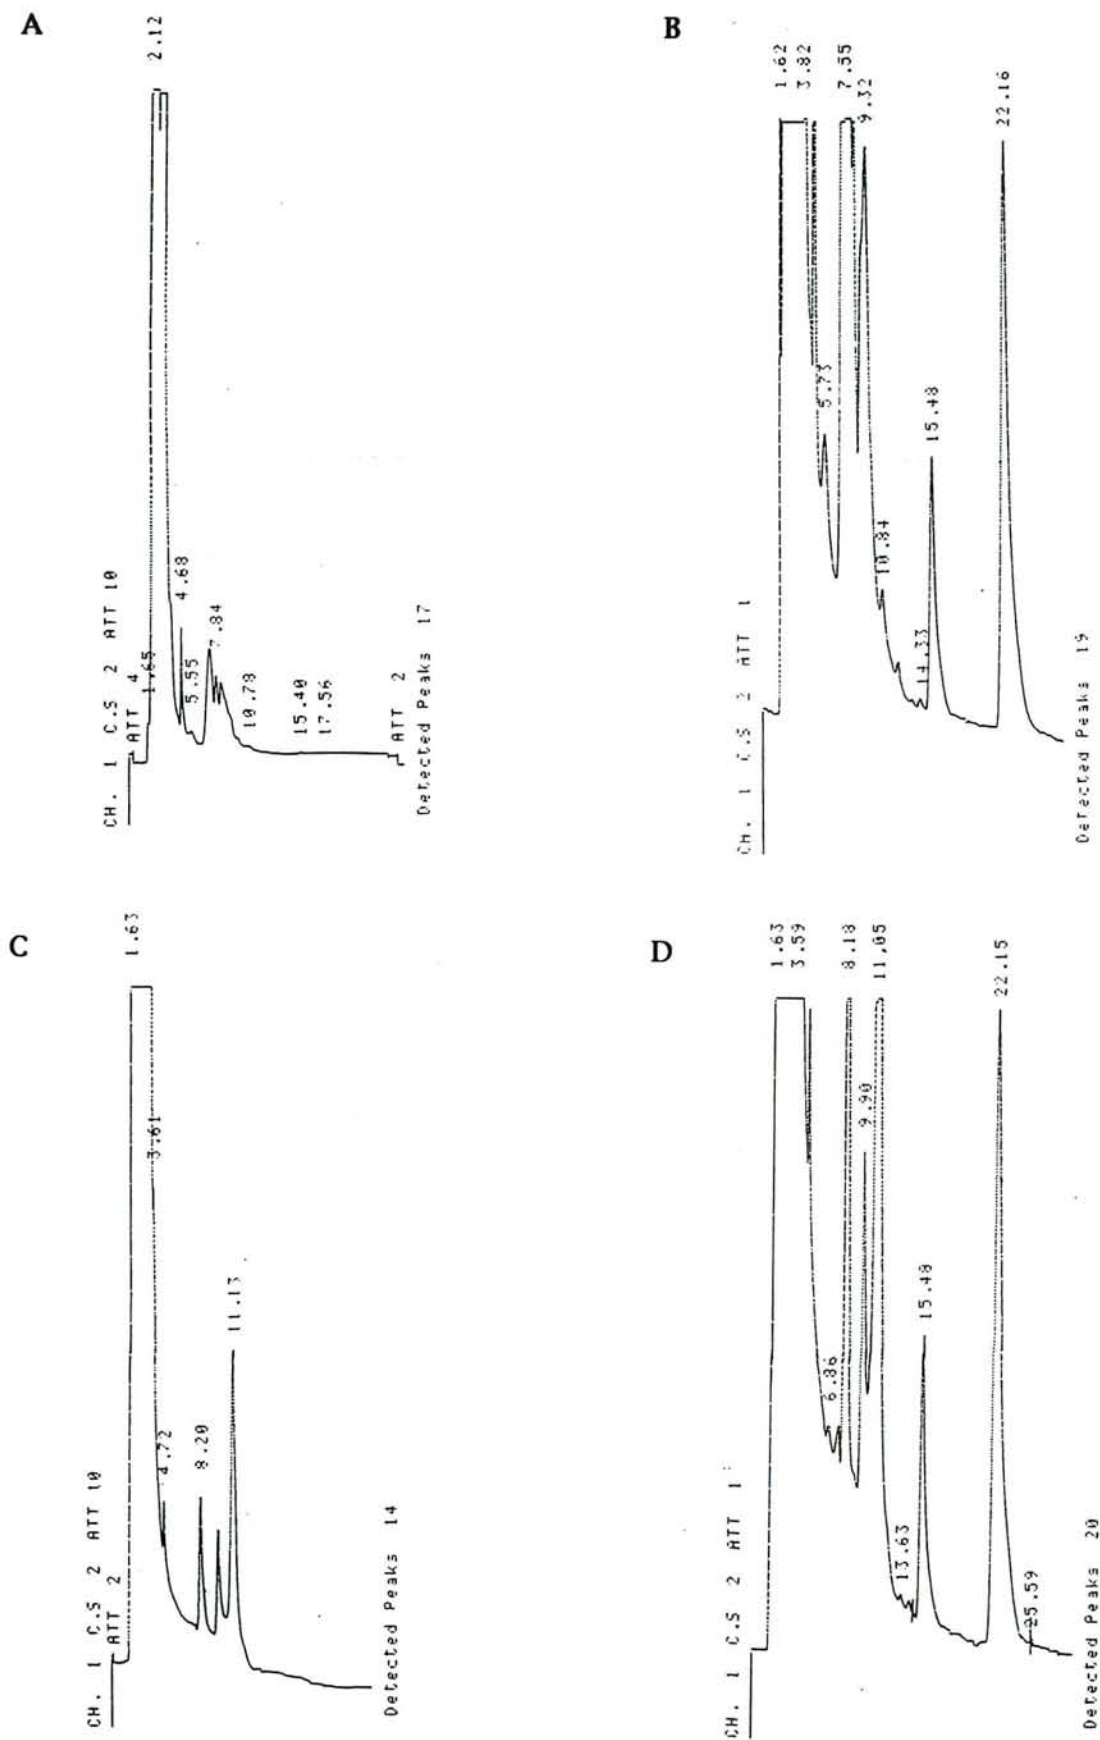 A
2.12
CH. 1 C.S 2 ATT 10
ATT 4
1.65
4.68
5.55
7.84
10.78
15.40
17.56
ATT 2
Detected Peaks 17
B
1.62
3.82
7.55
9.32
22.16
5.73
15.48
10.84
14.33
CH. 1 C.S 2 ATT 1
Detected Peaks 19
C
1.63
3.61
11.13
4.72
8.20
CH. 1 C.S 2 ATT 10
ATT 2
Detected Peaks 14
D
1.63
3.59
8.18
11.05
22.15
9.90
15.48
6.86
13.63
25.59
CH. 1 C.S 2 ATT 1
Detected Peaks 20